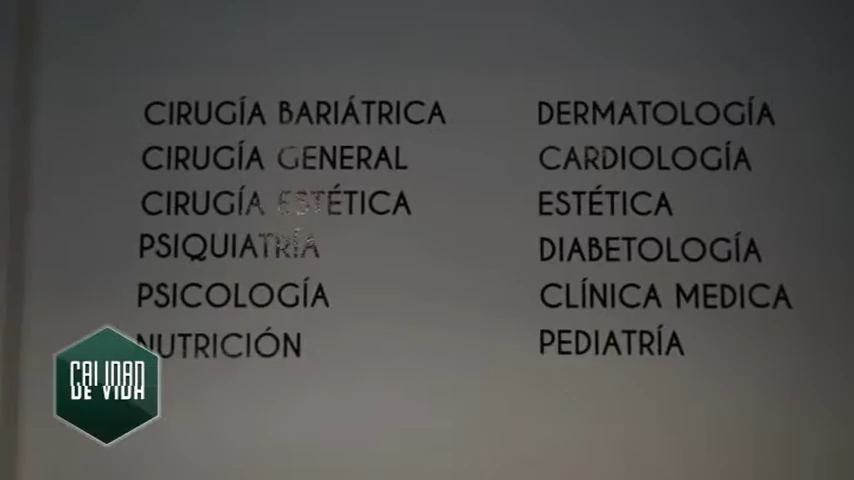 CIRUGÍA BARIÁTRICA
CIRUGÍA GENERAL
CIRUGÍA ESTÉTICA
PSIQUIATRÍA
PSICOLOGÍA
NUTRICIÓN
DERMATOLOGÍA
CARDIOLOGÍA
ESTÉTICA
DIABETOLOGÍA
CLÍNICA MEDICA
PEDIATRÍA
CALIDAD
DE VIDA